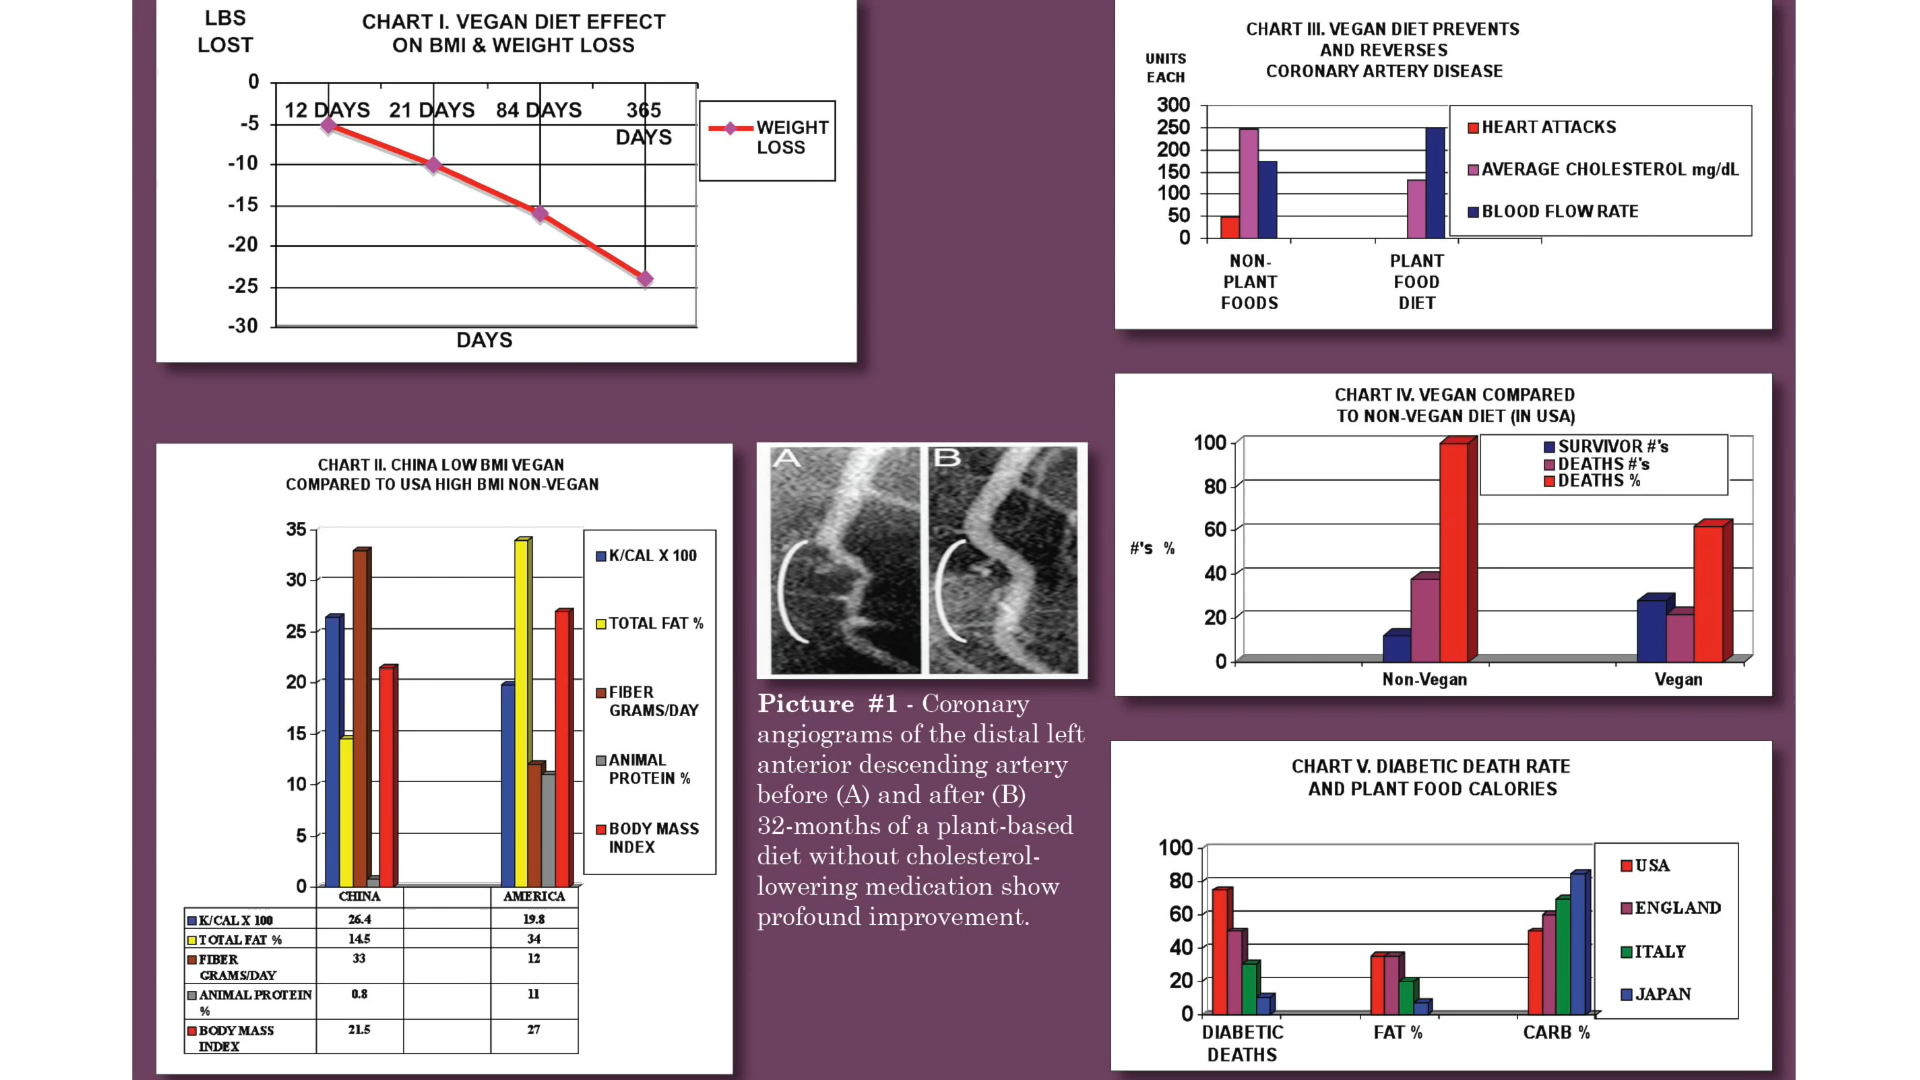 LBS
LOST
CHART I. VEGAN DIET EFFECT
ON BMI & WEIGHT LOSS
0
-5
-10
-15
-20
-25
-30
12 DAYS
21 DAYS
84 DAYS
365
DAYS
WEIGHT
LOSS
DAYS
CHART II. CHINA LOW BMI VEGAN
COMPARED TO USA HIGH BMI NON-VEGAN
35
30
25
20
15
10
5
0
K/CAL X 100
TOTAL FAT %
FIBER
GRAMS/DAY
ANIMAL
PROTEIN %
BODY MASS
INDEX
CHINA
AMERICA
K/CAL X 100 26.4 19.8
TOTAL FAT % 14.5 34
FIBER 33 12
GRAMS/DAY
ANIMAL PROTEIN 0.8 11
%
BODY MASS 21.5 27
INDEX
A
B
Picture #1 - Coronary
angiograms of the distal left
anterior descending artery
before (A) and after (B)
32-months of a plant-based
diet without cholesterol-
lowering medication show
profound improvement.
CHART III. VEGAN DIET PREVENTS
AND REVERSES
CORONARY ARTERY DISEASE
UNITS
EACH
300
250
200
150
100
50
0
NON-
PLANT
FOODS
PLANT
FOOD
DIET
HEART ATTACKS
AVERAGE CHOLESTEROL mg/dL
BLOOD FLOW RATE
CHART IV. VEGAN COMPARED
TO NON-VEGAN DIET (IN USA)
100
80
60
40
20
0
#'s %
SURVIVOR #'s
DEATHS #'s
DEATHS %
Non-Vegan
Vegan
CHART V. DIABETIC DEATH RATE
AND PLANT FOOD CALORIES
100
80
60
40
20
0
DIABETIC
DEATHS
FAT %
CARB %
USA
ENGLAND
ITALY
JAPAN